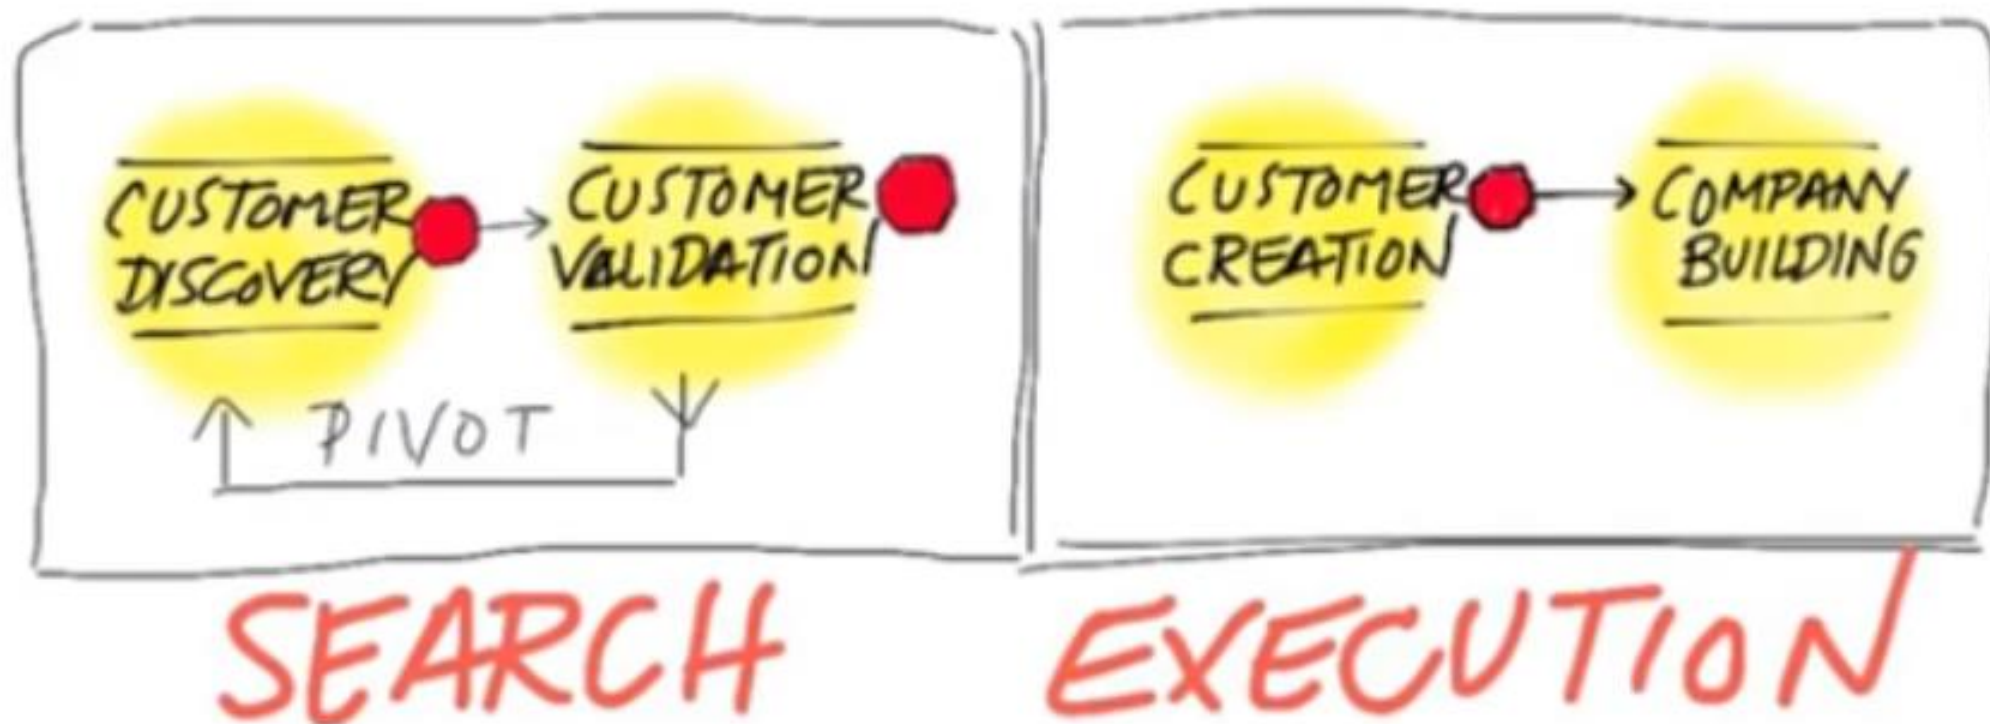 CUSTOMER
DISCOVERY
CUSTOMER
VALIDATION
PIVOT
CUSTOMER
CREATION
COMPANY
BUILDING
SEARCH
EXECUTION